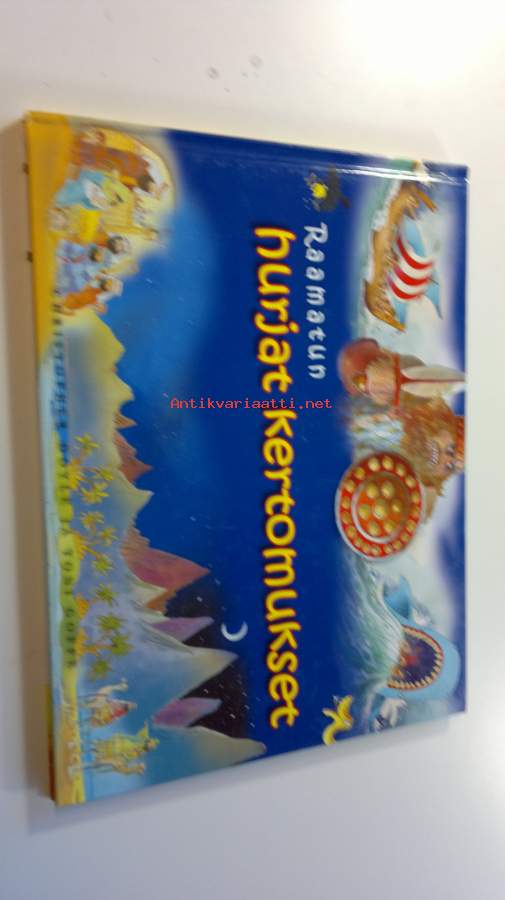 Raamatun
hurjat kertomukset
Antikvariaatti.net